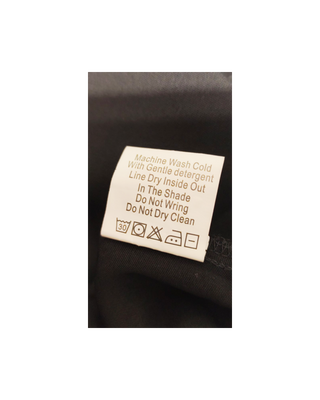 Machine Wash Cold
With Gentle detergent
Line Dry Inside Out
In The Shade
Do Not Wring
Do Not Dry Clean
30